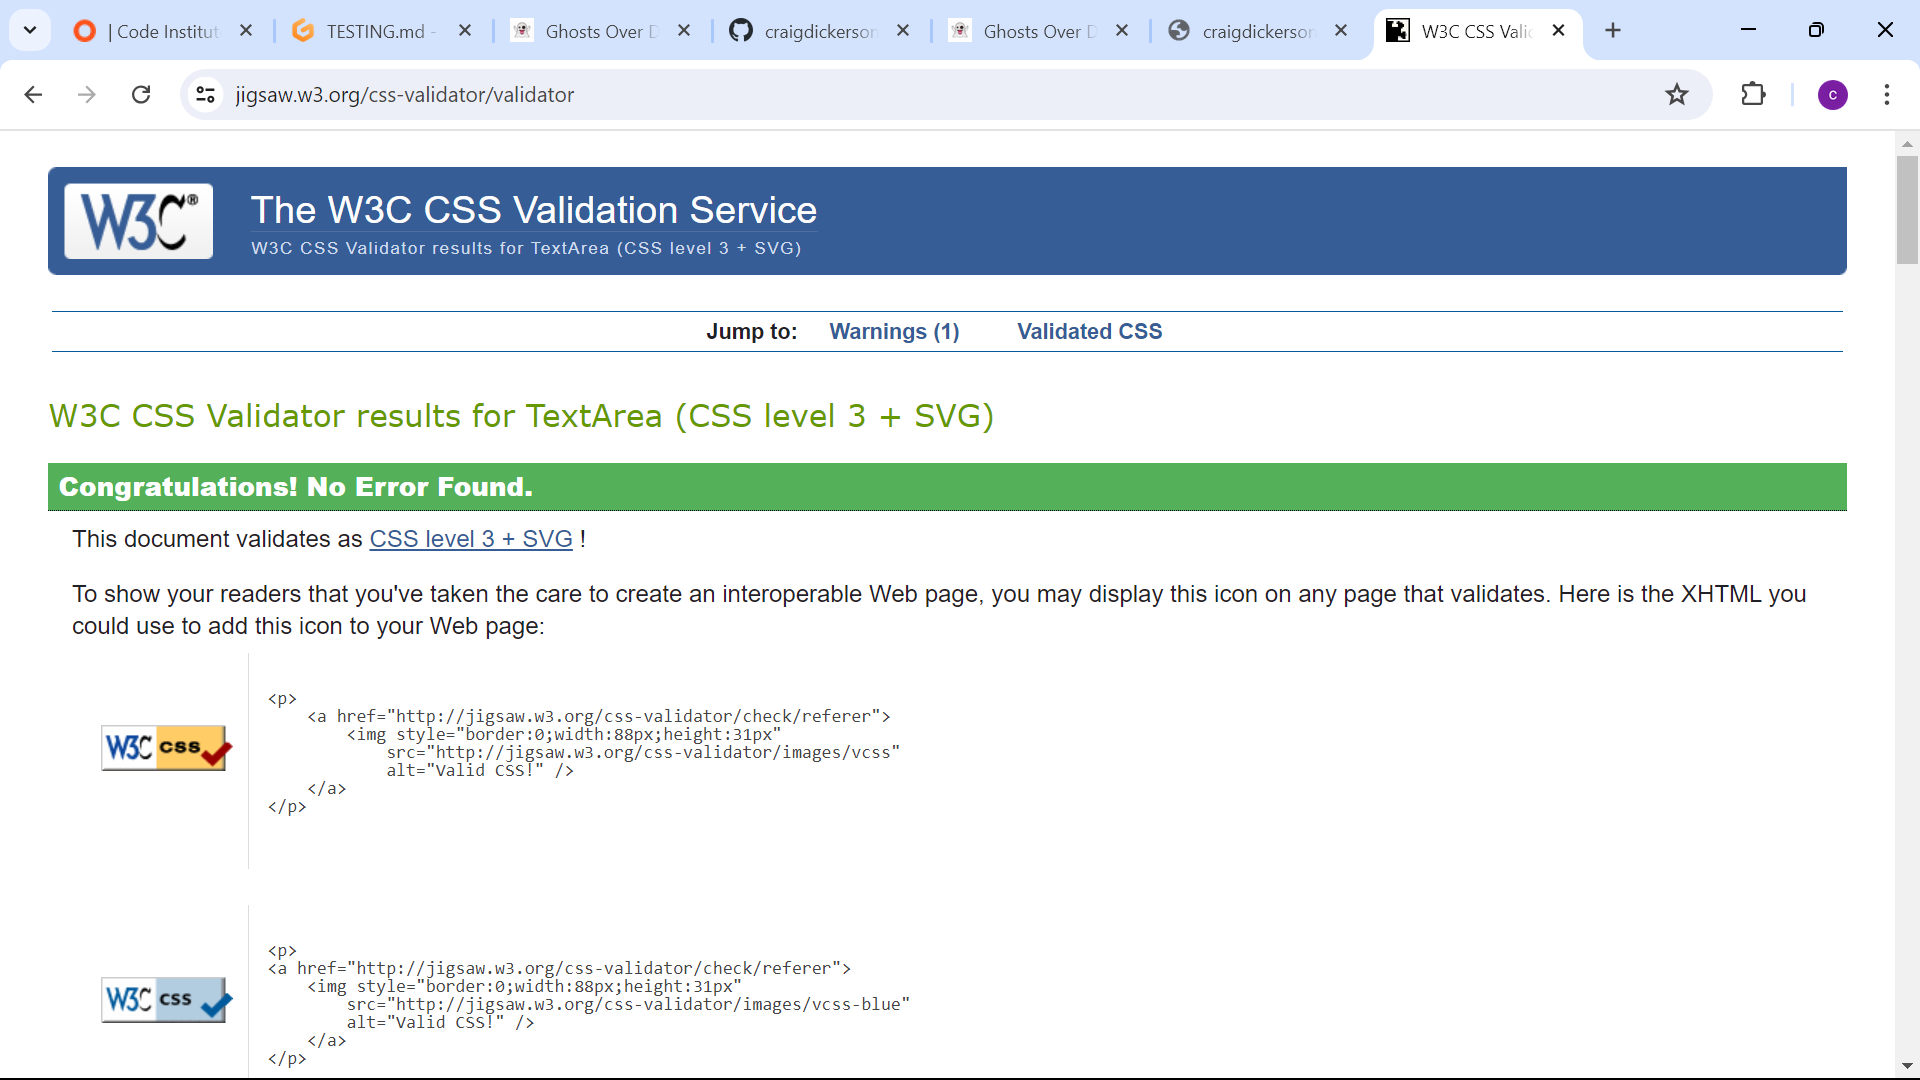 | Code Institut
TESTING.md -
Ghosts Over D
craigdickerson
Ghosts Over D
craigdickerson
W3C CSS Valid
jigsaw.w3.org/css-validator/validator
c
W3C®
The W3C CSS Validation Service
W3C CSS Validator results for TextArea (CSS level 3 + SVG)
Jump to: Warnings (1) Validated CSS
W3C CSS Validator results for TextArea (CSS level 3 + SVG)
Congratulations! No Error Found.
This document validates as CSS level 3 + SVG !
To show your readers that you've taken the care to create an interoperable Web page, you may display this icon on any page that validates. Here is the XHTML you
could use to add this icon to your Web page:
W3C css
<p>
<a href="http://jigsaw.w3.org/css-validator/check/referer">
<img style="border:0;width:88px;height:31px"
src="http://jigsaw.w3.org/css-validator/images/vcss"
alt="Valid CSS!" />
</a>
</p>
W3C css
<p>
<a href="http://jigsaw.w3.org/css-validator/check/referer">
<img style="border:0;width:88px;height:31px"
src="http://jigsaw.w3.org/css-validator/images/vcss-blue"
alt="Valid CSS!" />
</a>
</p>